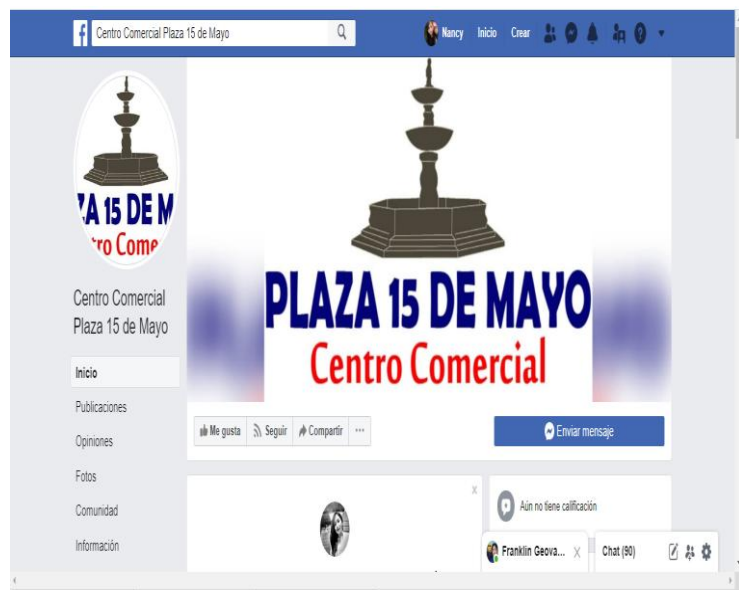 f
Centro Comercial Plaza 15 de Mayo
Nancy Inicio Crear
ZA 15 DE M
tro Come
PLAZA 15 DE MAYO
Centro Comercial
Centro Comercial
Plaza 15 de Mayo
Inicio
Publicaciones
Opiniones
Fotos
Comunidad
Información
Me gusta Seguir Compartir ...
Enviar mensaje
x
Aún no tiene calificación
Franklin Geova... x
Chat (90)